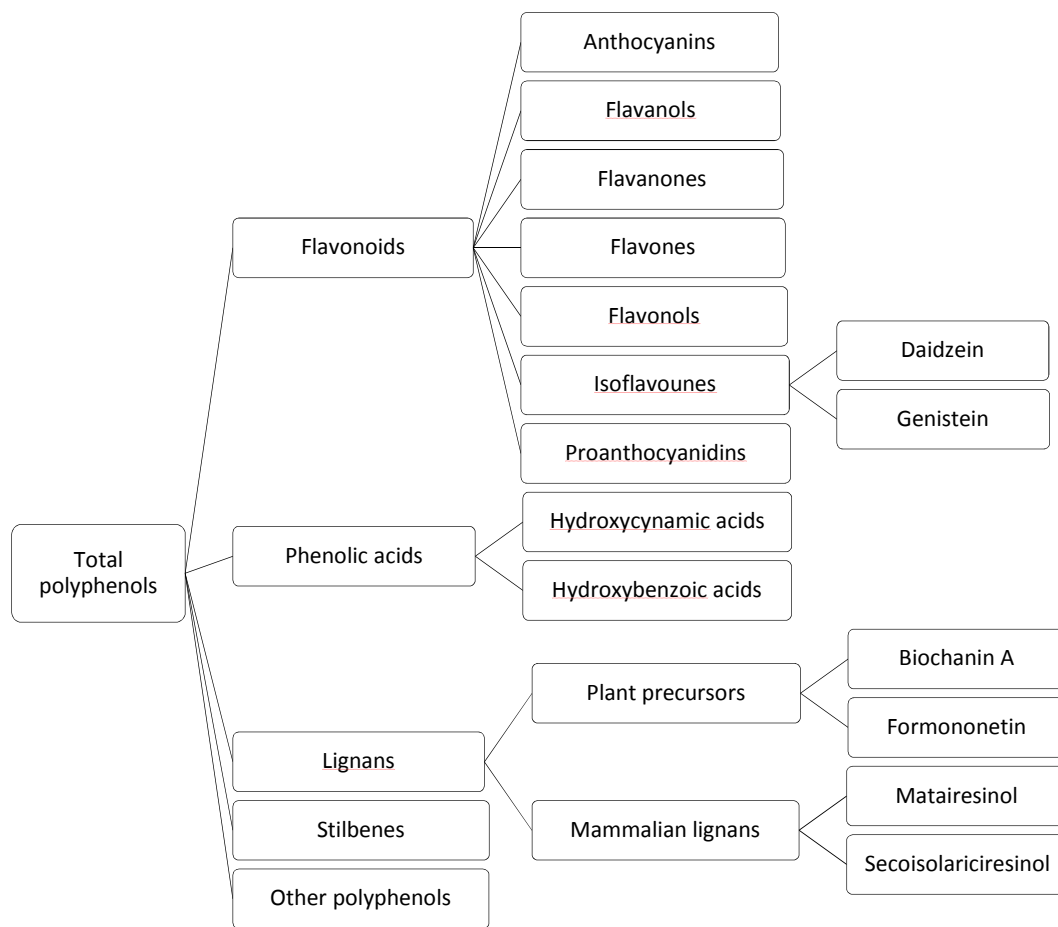 Anthocyanins
Flavanols
Flavanones
Flavonoids
Flavones
Flavonols
Daidzein
Isoflavounes
Genistein
Proanthocyanidins
Total
polyphenols
Phenolic acids
Hydroxycynamic acids
Hydroxybenzoic acids
Biochanin A
Plant precursors
Formononetin
Lignans
Matairesinol
Stilbenes
Mammalian lignans
Secoisolariciresinol
Other polyphenols